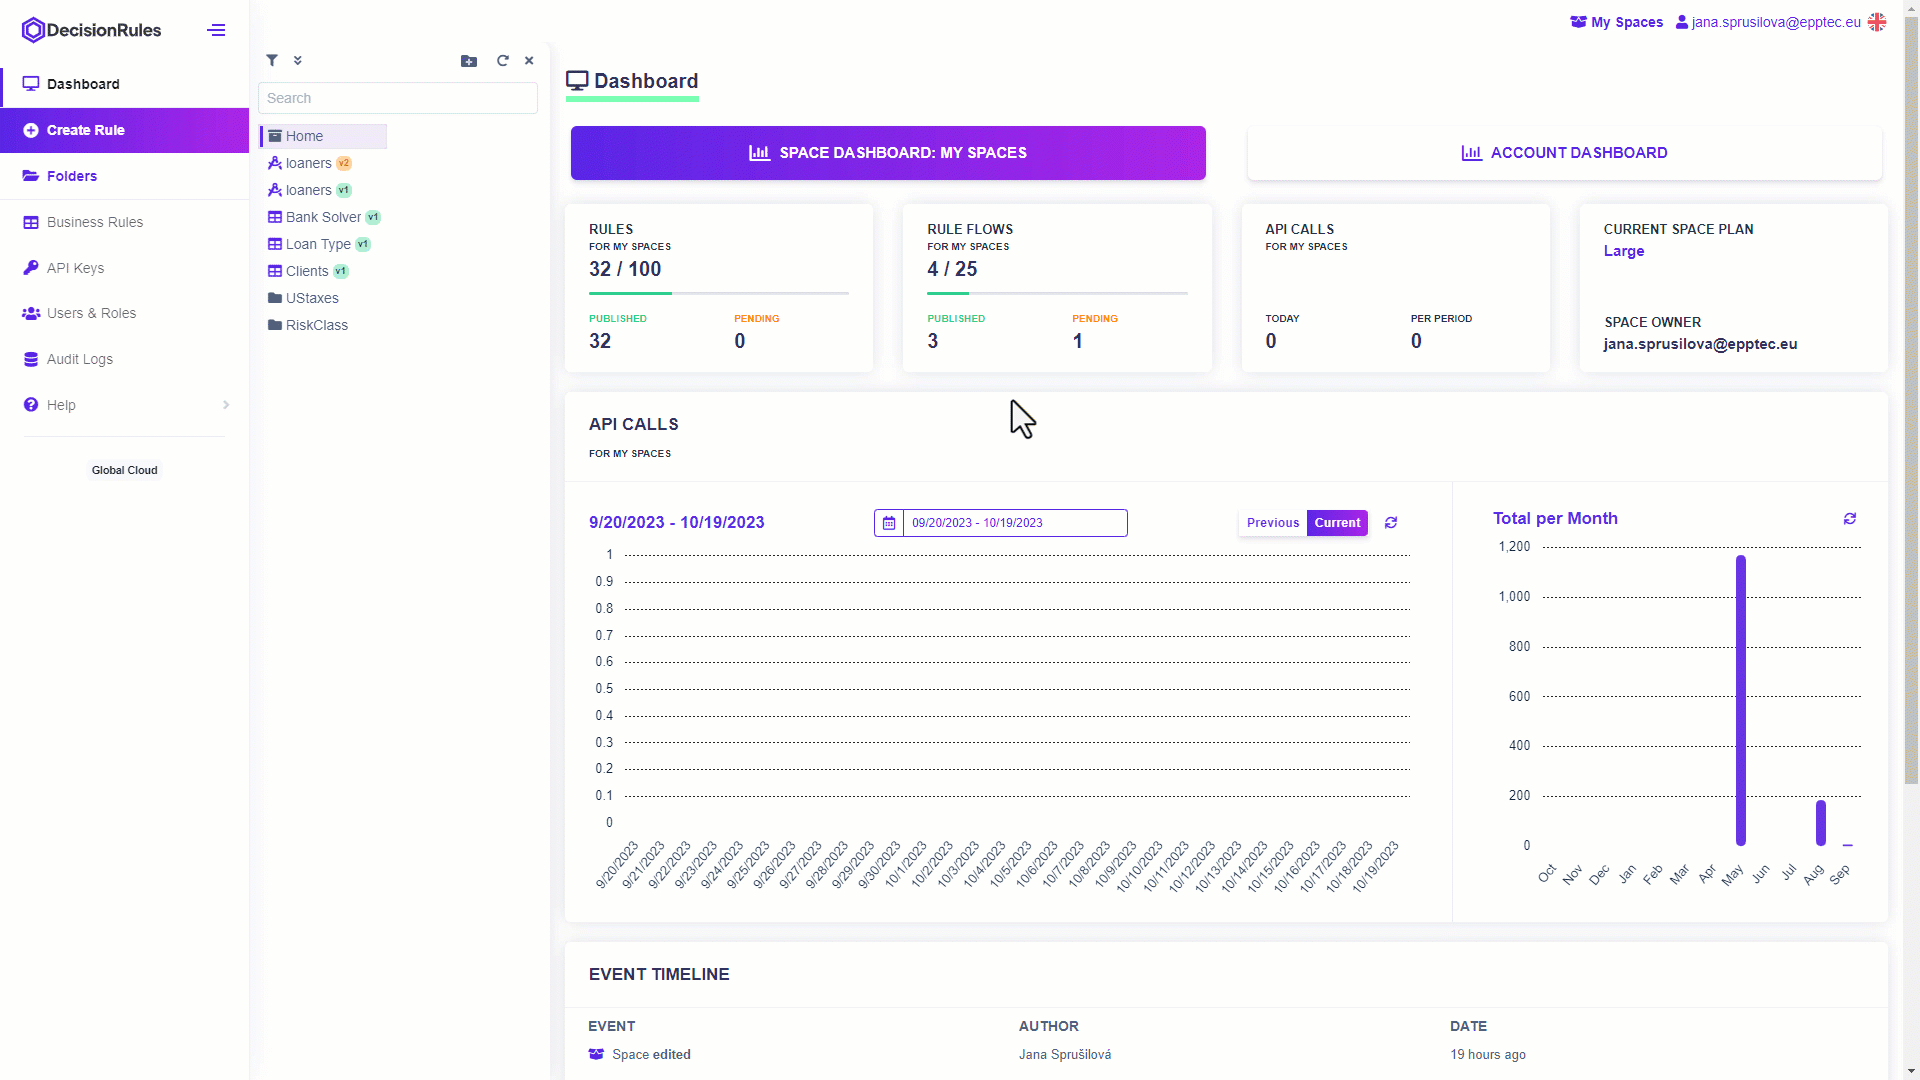 DecisionRules
My Spaces
jana.sprusilova@epptec.eu
Dashboard
Create Rule
Folders
Business Rules
API Keys
Users & Roles
Audit Logs
Help
Global Cloud
Search
Home
loaners v2
loaners v1
Bank Solver v1
Loan Type v1
Clients v1
UStaxes
RiskClass
Dashboard
SPACE DASHBOARD: MY SPACES
ACCOUNT DASHBOARD
RULES
FOR MY SPACES
32 / 100
PUBLISHED
PENDING
32
0
RULE FLOWS
FOR MY SPACES
4 / 25
PUBLISHED
PENDING
3
1
API CALLS
FOR MY SPACES
TODAY
PER PERIOD
0
0
CURRENT SPACE PLAN
Large
SPACE OWNER
jana.sprusilova@epptec.eu
API CALLS
FOR MY SPACES
9/20/2023 - 10/19/2023
09/20/2023 - 10/19/2023
Previous
Current
1
0.9
0.8
0.7
0.6
0.5
0.4
0.3
0.2
0.1
0
9/20/2023
9/21/2023
9/22/2023
9/23/2023
9/24/2023
9/25/2023
9/26/2023
9/27/2023
9/28/2023
9/29/2023
9/30/2023
10/1/2023
10/2/2023
10/3/2023
10/4/2023
10/5/2023
10/6/2023
10/7/2023
10/8/2023
10/9/2023
10/10/2023
10/11/2023
10/12/2023
10/13/2023
10/14/2023
10/15/2023
10/16/2023
10/17/2023
10/18/2023
10/19/2023
Total per Month
1,200
1,000
800
600
400
200
0
Oct
Nov
Dec
Jan
Feb
Mar
Apr
May
Jun
Jul
Aug
Sep
EVENT TIMELINE
EVENT
AUTHOR
DATE
Space edited
Jana Sprušilová
19 hours ago